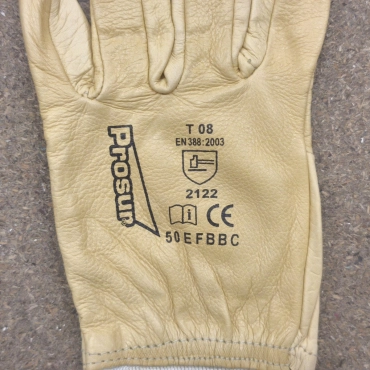 Prosur
T 08
EN388:2003
2122
i CE
50EFBBC